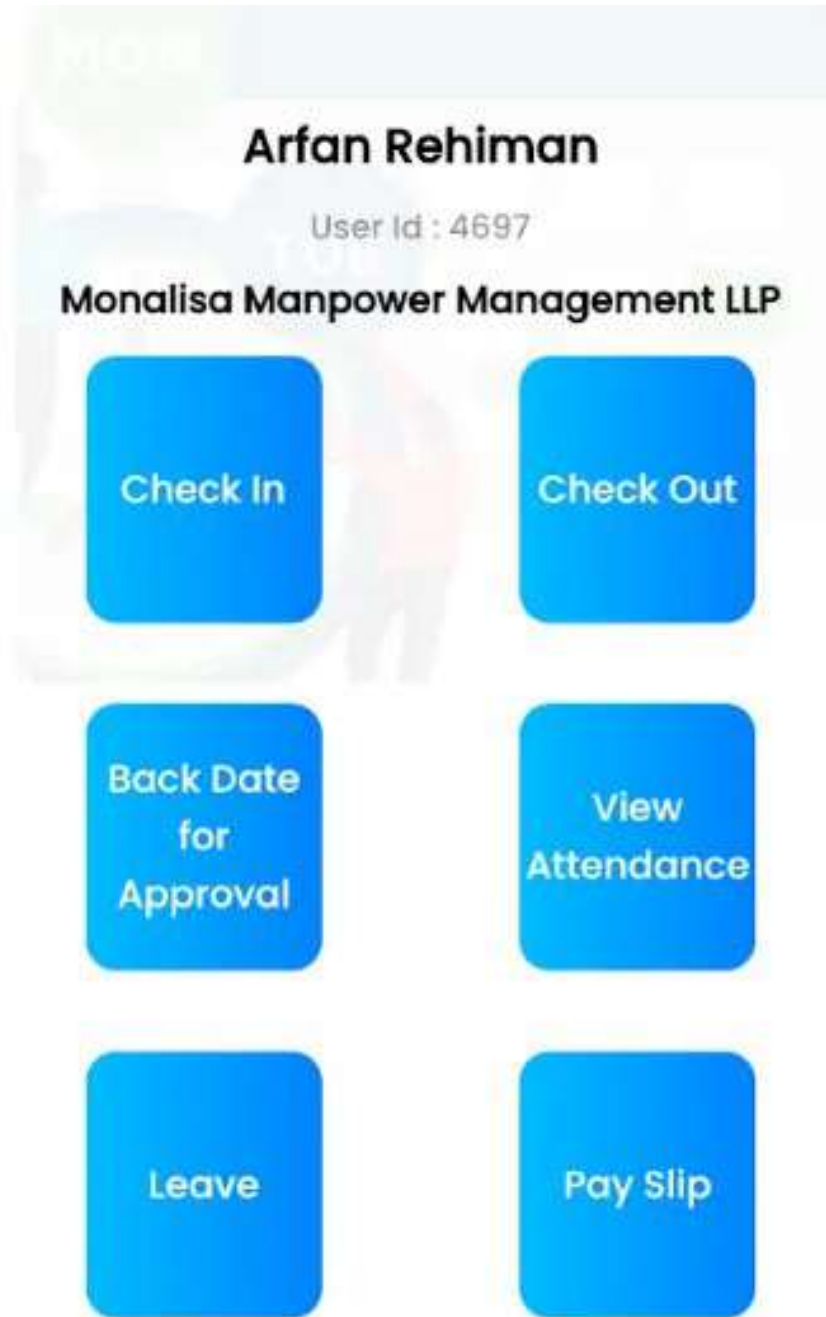 Arfan Rehiman
User Id : 4697
Monalisa Manpower Management LLP
Check In
Check Out
Back Date
for
Approval
View
Attendance
Leave
Pay Slip